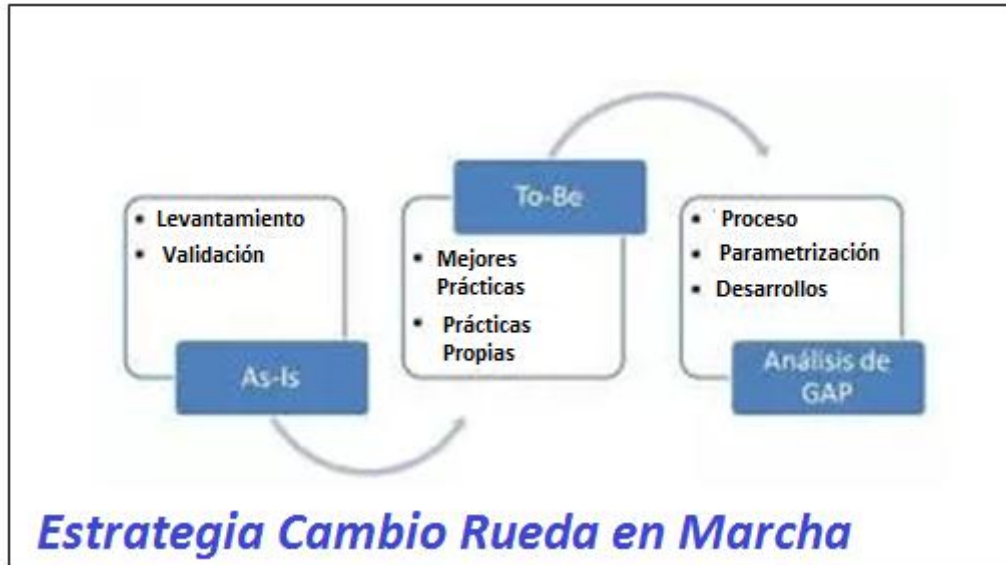 • Levantamiento
• Validación
As-Is
To-Be
• Mejores
Prácticas
• Prácticas
Propias
• Proceso
• Parametrización
• Desarrollos
Análisis de
GAP
Estrategia Cambio Rueda en Marcha